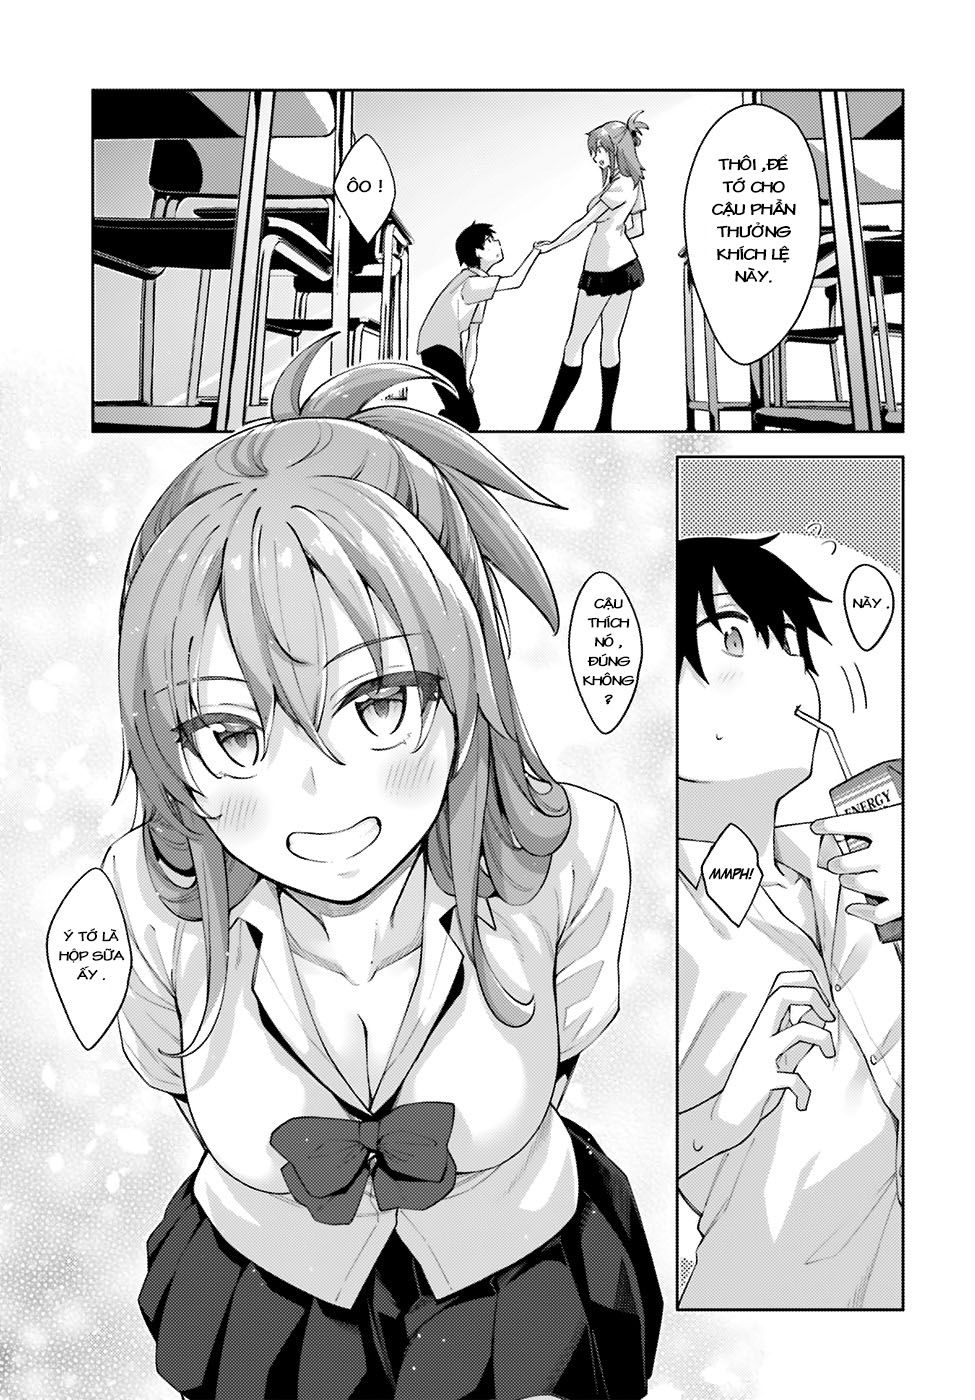 THÔI ,ĐỂ
TỚ CHO
CẬU PHẦN
THƯỞNG
KHÍCH LỆ
NÀY.
ÔO !
NÀY .
ENERGY
MMPH!
CẬU
THÍCH
NÓ ,
ĐÚNG
KHÔNG
?
Ý TỚ LÀ
HỘP SỮA
ẤY .